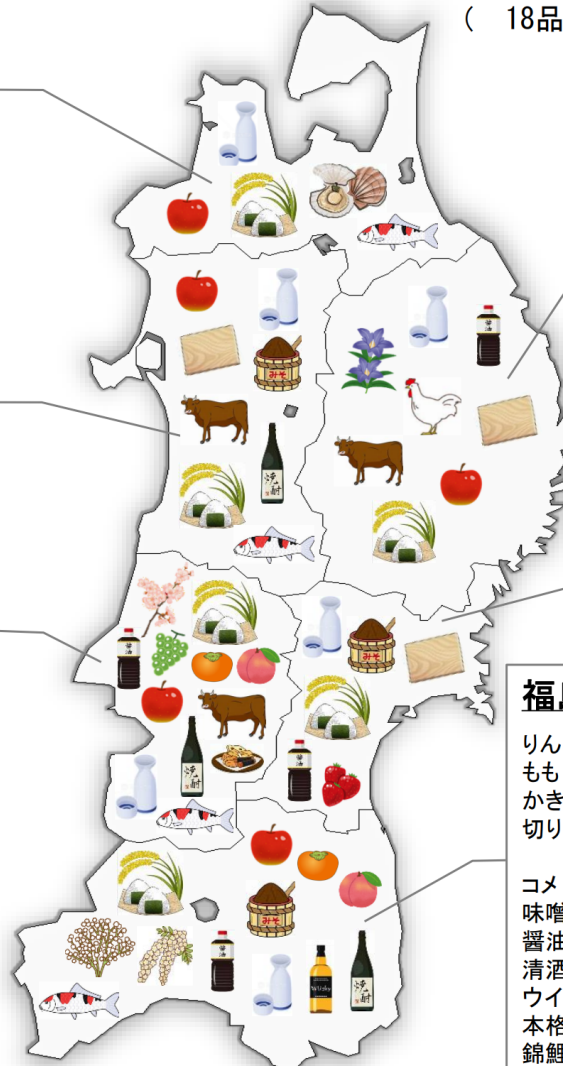 ( 18品
みそ
醤油
焼酎
醤油
みそ
焼酎
醤油
みそ
醤油
焼酎
福島
りん
もも
かき
切り
コメ
味噌
醤油
清酒
ウイ
本格
錦鯉